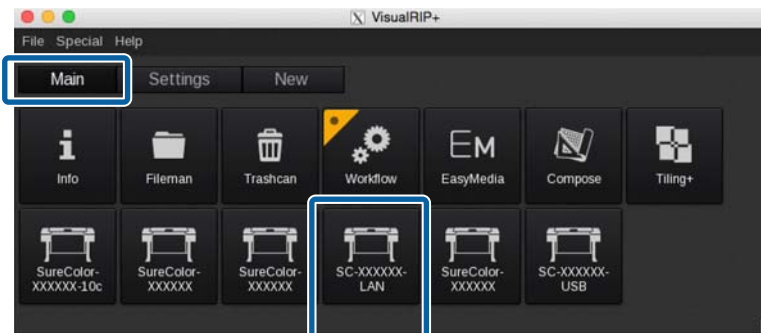 VisualRIP+
File Special Help
Main Settings New
Info Fileman Trashcan Workflow EasyMedia Compose Tiling+
SureColor- SureColor- SureColor- SC-XXXXXX- SureColor- SC-XXXXXX-
XXXXXX-10c XXXXXX XXXXXX LAN XXXXXX USB